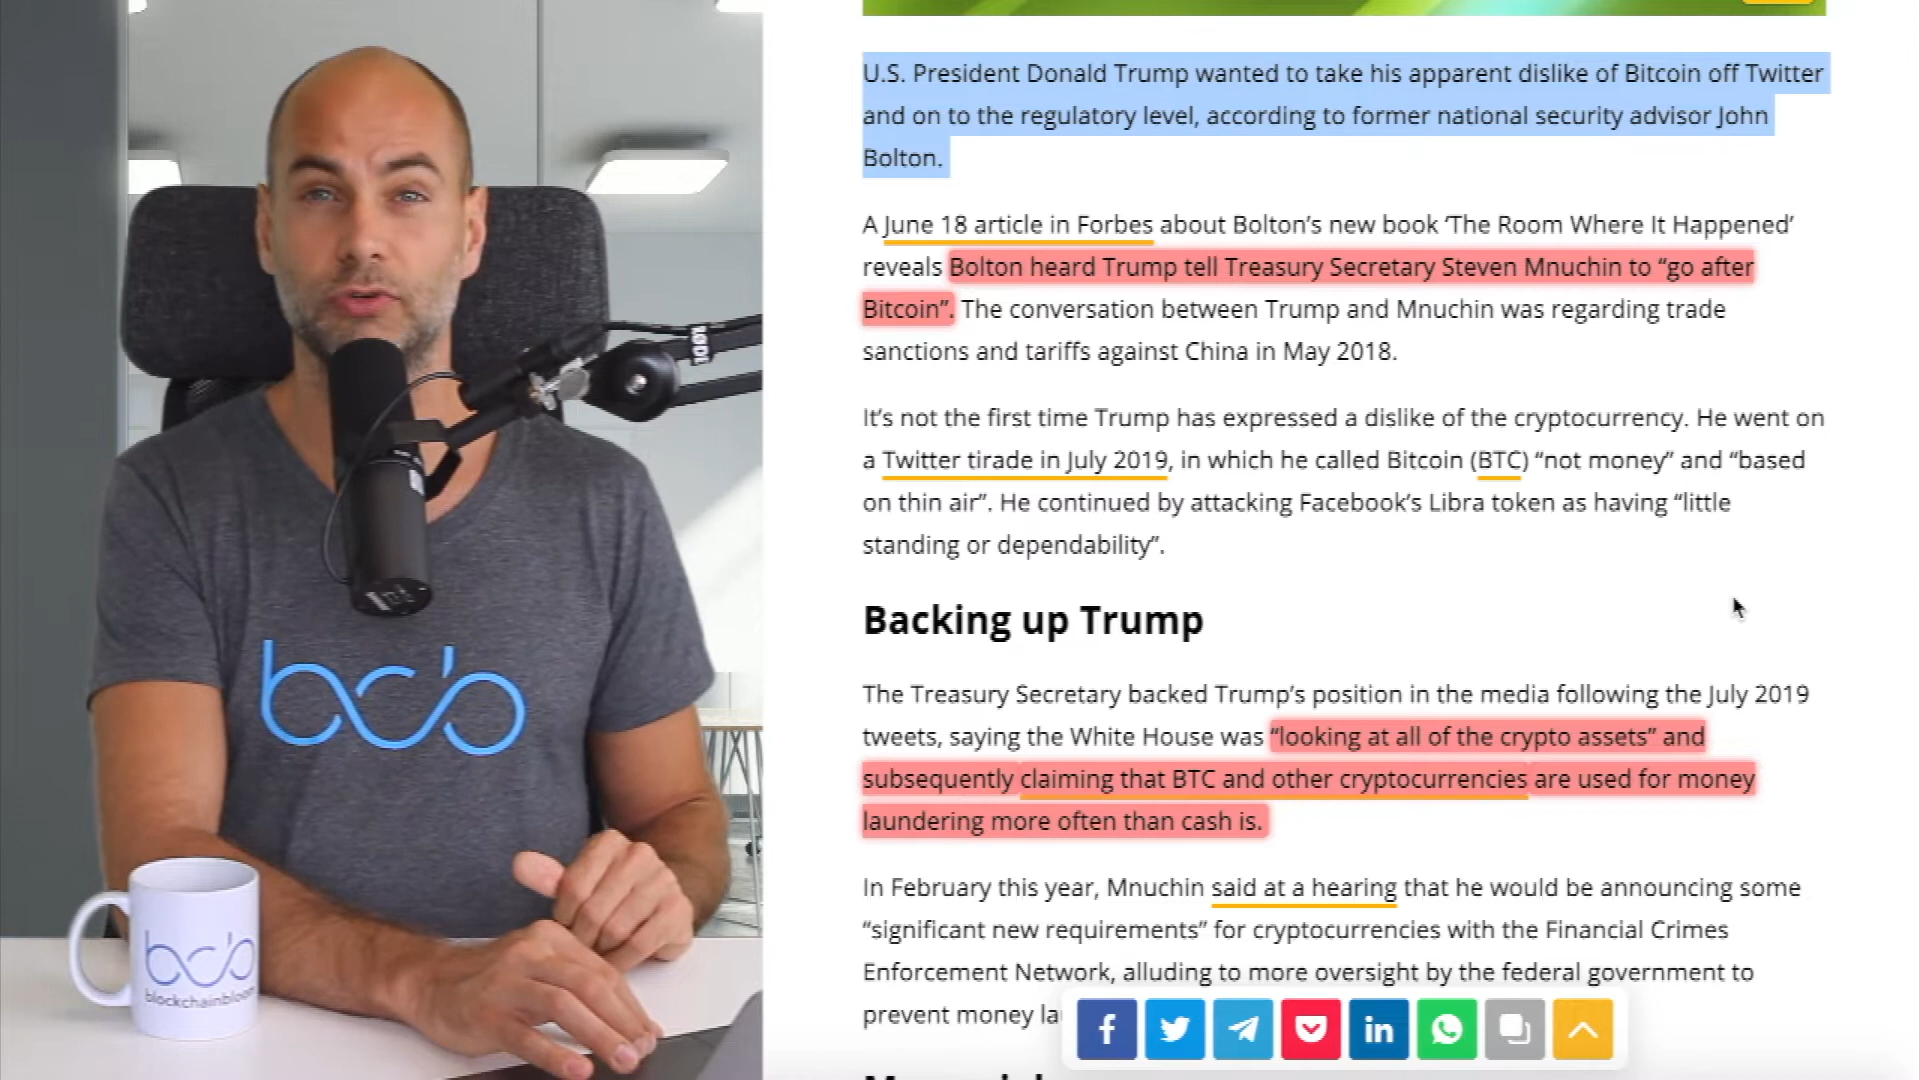 U.S. President Donald Trump wanted to take his apparent dislike of Bitcoin off Twitter
and on to the regulatory level, according to former national security advisor John
Bolton.
A June 18 article in Forbes about Bolton’s new book ‘The Room Where It Happened’
reveals Bolton heard Trump tell Treasury Secretary Steven Mnuchin to “go after
Bitcoin”. The conversation between Trump and Mnuchin was regarding trade
sanctions and tariffs against China in May 2018.
It’s not the first time Trump has expressed a dislike of the cryptocurrency. He went on
a Twitter tirade in July 2019, in which he called Bitcoin (BTC) “not money” and “based
on thin air”. He continued by attacking Facebook’s Libra token as having “little
standing or dependability”.
Backing up Trump
The Treasury Secretary backed Trump’s position in the media following the July 2019
tweets, saying the White House was “looking at all of the crypto assets” and
subsequently claiming that BTC and other cryptocurrencies are used for money
laundering more often than cash is.
In February this year, Mnuchin said at a hearing that he would be announcing some
“significant new requirements” for cryptocurrencies with the Financial Crimes
Enforcement Network, alluding to more oversight by the federal government to
prevent money
f
in
RØDE
bcb
bcb